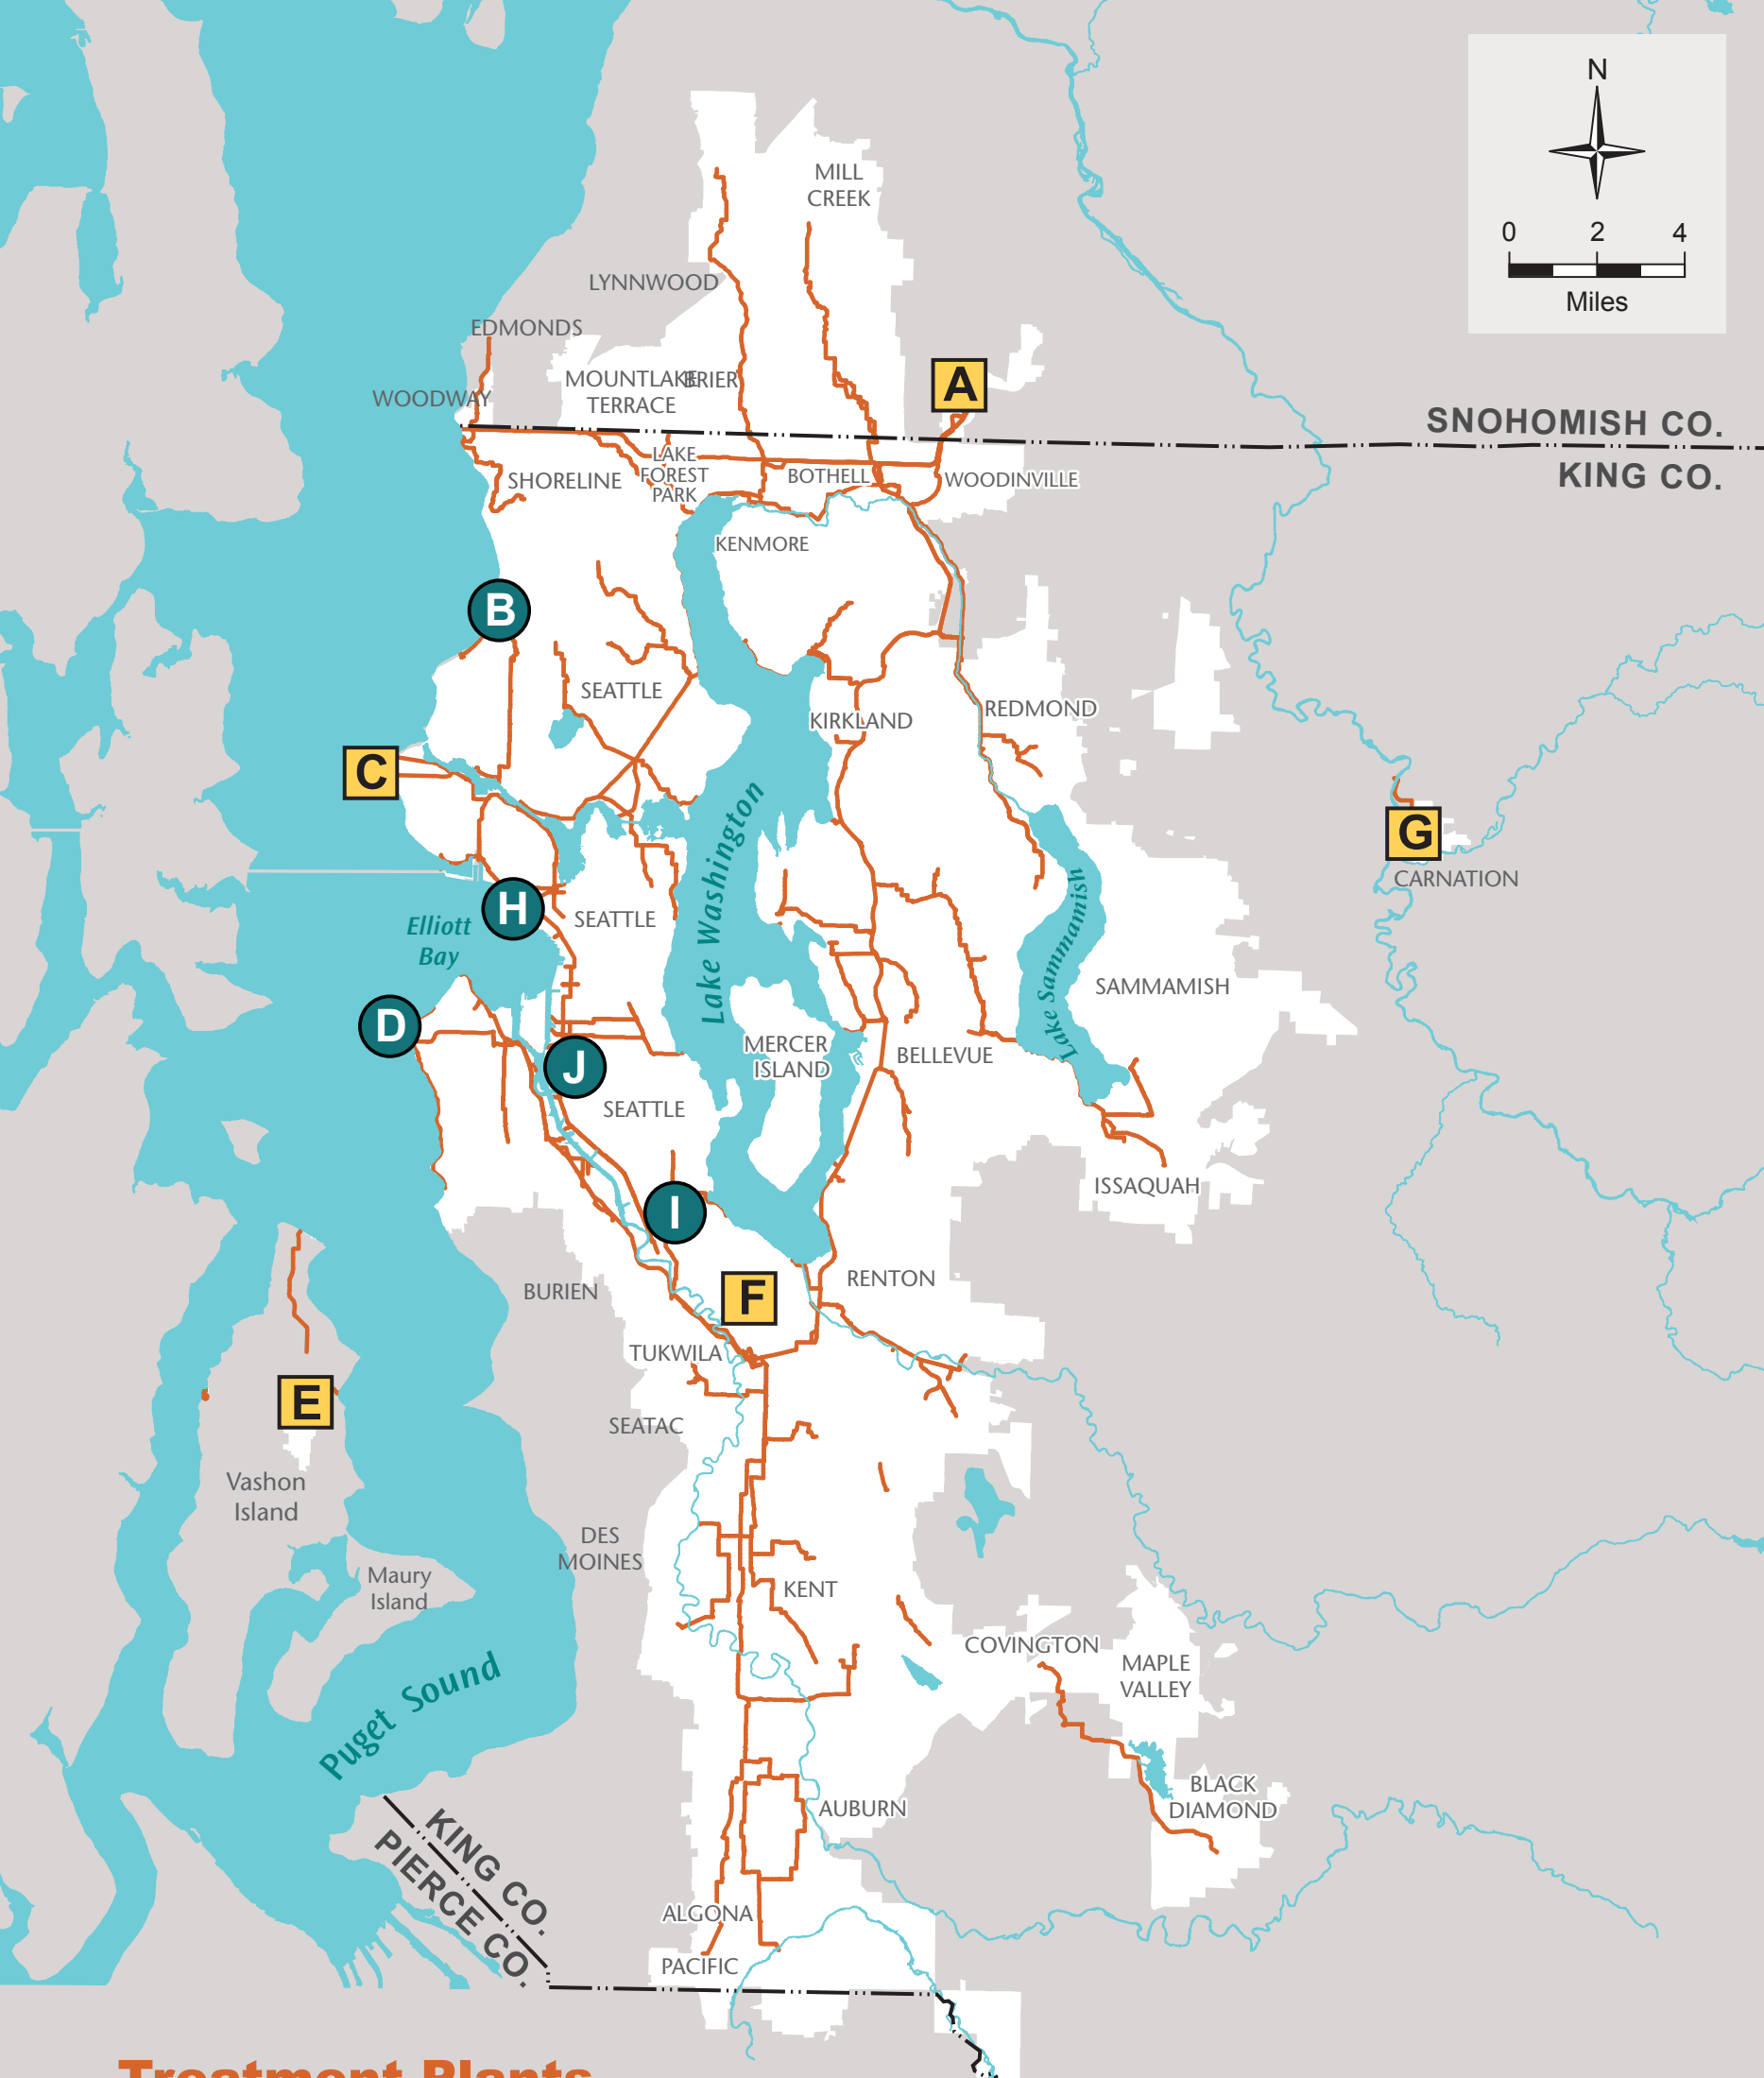 N
0 2 4
Miles
MILL
CREEK
LYNNWOOD
EDMONDS
MOUNTLAKE
TERRACE
BRIER
WOODWAY
A
SNOHOMISH CO.
KING CO.
LAKE
FOREST
PARK
SHORELINE
BOTHELL
WOODINVILLE
KENMORE
B
SEATTLE
KIRKLAND
REDMOND
C
Lake Washington
G
CARNATION
H
SEATTLE
Elliott
Bay
Lake Sammamish
SAMMAMISH
D
MERCER
ISLAND
BELLEVUE
J
SEATTLE
ISSAQUAH
I
BURIEN
F
RENTON
TUKWILA
E
SEATAC
Vashon
Island
DES
MOINES
Maury
Island
KENT
COVINGTON
MAPLE
VALLEY
Puget Sound
BLACK
DIAMOND
AUBURN
KING CO.
PIERCE CO.
ALGONA
PACIFIC
Treatment Plants